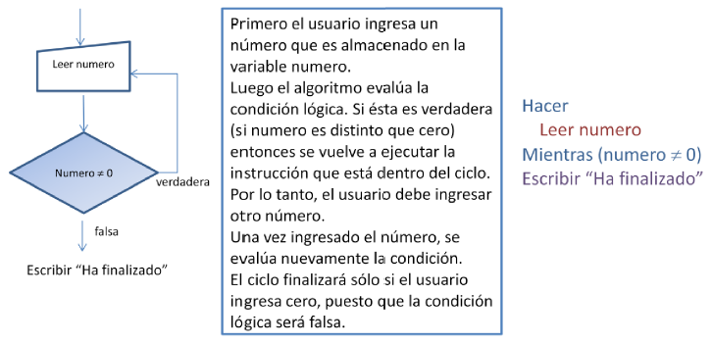 Leer numero
Numero ≠ 0
verdadera
falsa
Escribir “Ha finalizado”
Primero el usuario ingresa un
número que es almacenado en la
variable numero.
Luego el algoritmo evalúa la
condición lógica. Si ésta es verdadera
(si numero es distinto que cero)
entonces se vuelve a ejecutar la
instrucción que está dentro del ciclo.
Por lo tanto, el usuario debe ingresar
otro número.
Una vez ingresado el número, se
evalúa nuevamente la condición.
El ciclo finalizará sólo si el usuario
ingresa cero, puesto que la condición
lógica será falsa.
Hacer
Leer numero
Mientras (numero ≠ 0)
Escribir “Ha finalizado”